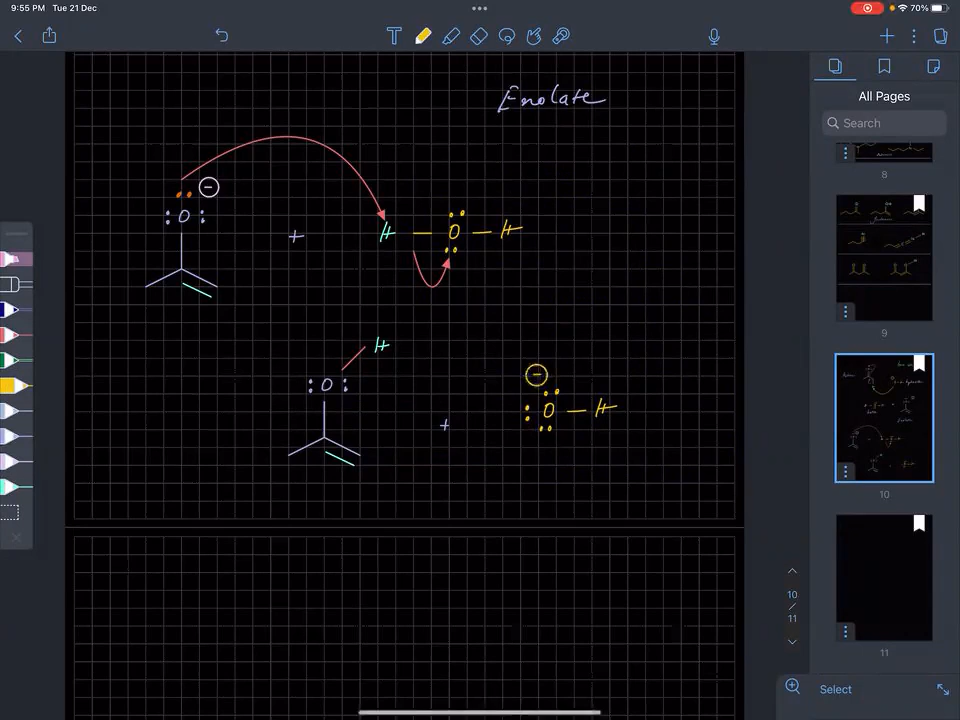 9:55 PM Tue 21 Dec
70%
T
All Pages
Search
8
9
10
11
10
/
11
Select
Enolate
:O: −
+
H — O — H
H
:O:
+
−
:O — H